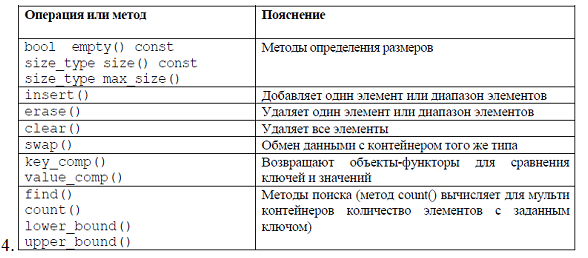 Операция или метод Пояснение
bool empty() const Методы определения размеров
size_type size() const
size_type max_size()
insert() Добавляет один элемент или диапазон элементов
erase() Удаляет один элемент или диапазон элементов
clear() Удаляет все элементы
swap() Обмен данными с контейнером того же типа
key_comp() Возвращают объекты-функторы для сравнения
value_comp() ключей и значений
find() Методы поиска (метод count() вычисляет для мульти
count() контейнеров количество элементов с заданным
lower_bound() ключом)
upper_bound()
4.